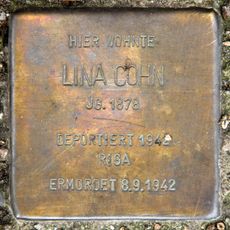 HIER WOHNTE
LINA COHN
JG. 1878
DEPORTIERT 1942
RIGA
ERMORDET 8.9.1942